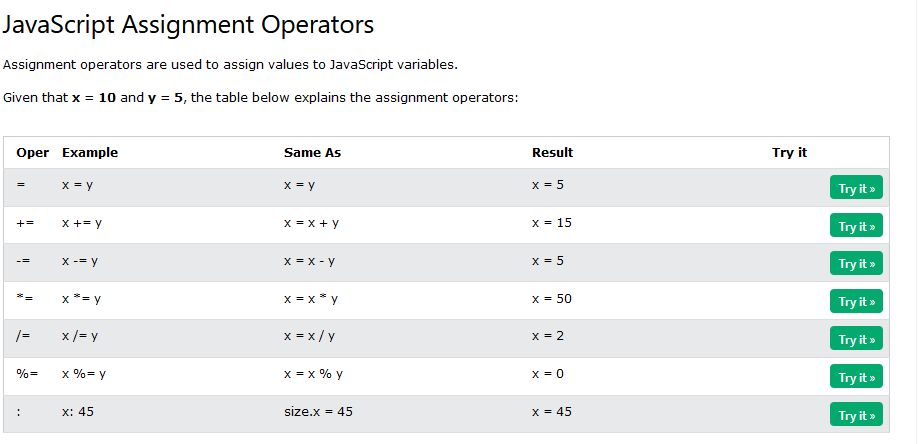 JavaScript Assignment Operators
Assignment operators are used to assign values to JavaScript variables.
Given that x = 10 and y = 5, the table below explains the assignment operators:
Oper Example Same As Result Try it
= x = y x = y x = 5 Try it »
+= x += y x = x + y x = 15 Try it »
-= x -= y x = x - y x = 5 Try it »
*= x *= y x = x * y x = 50 Try it »
/= x /= y x = x / y x = 2 Try it »
%= x %= y x = x % y x = 0 Try it »
: x: 45 size.x = 45 x = 45 Try it »